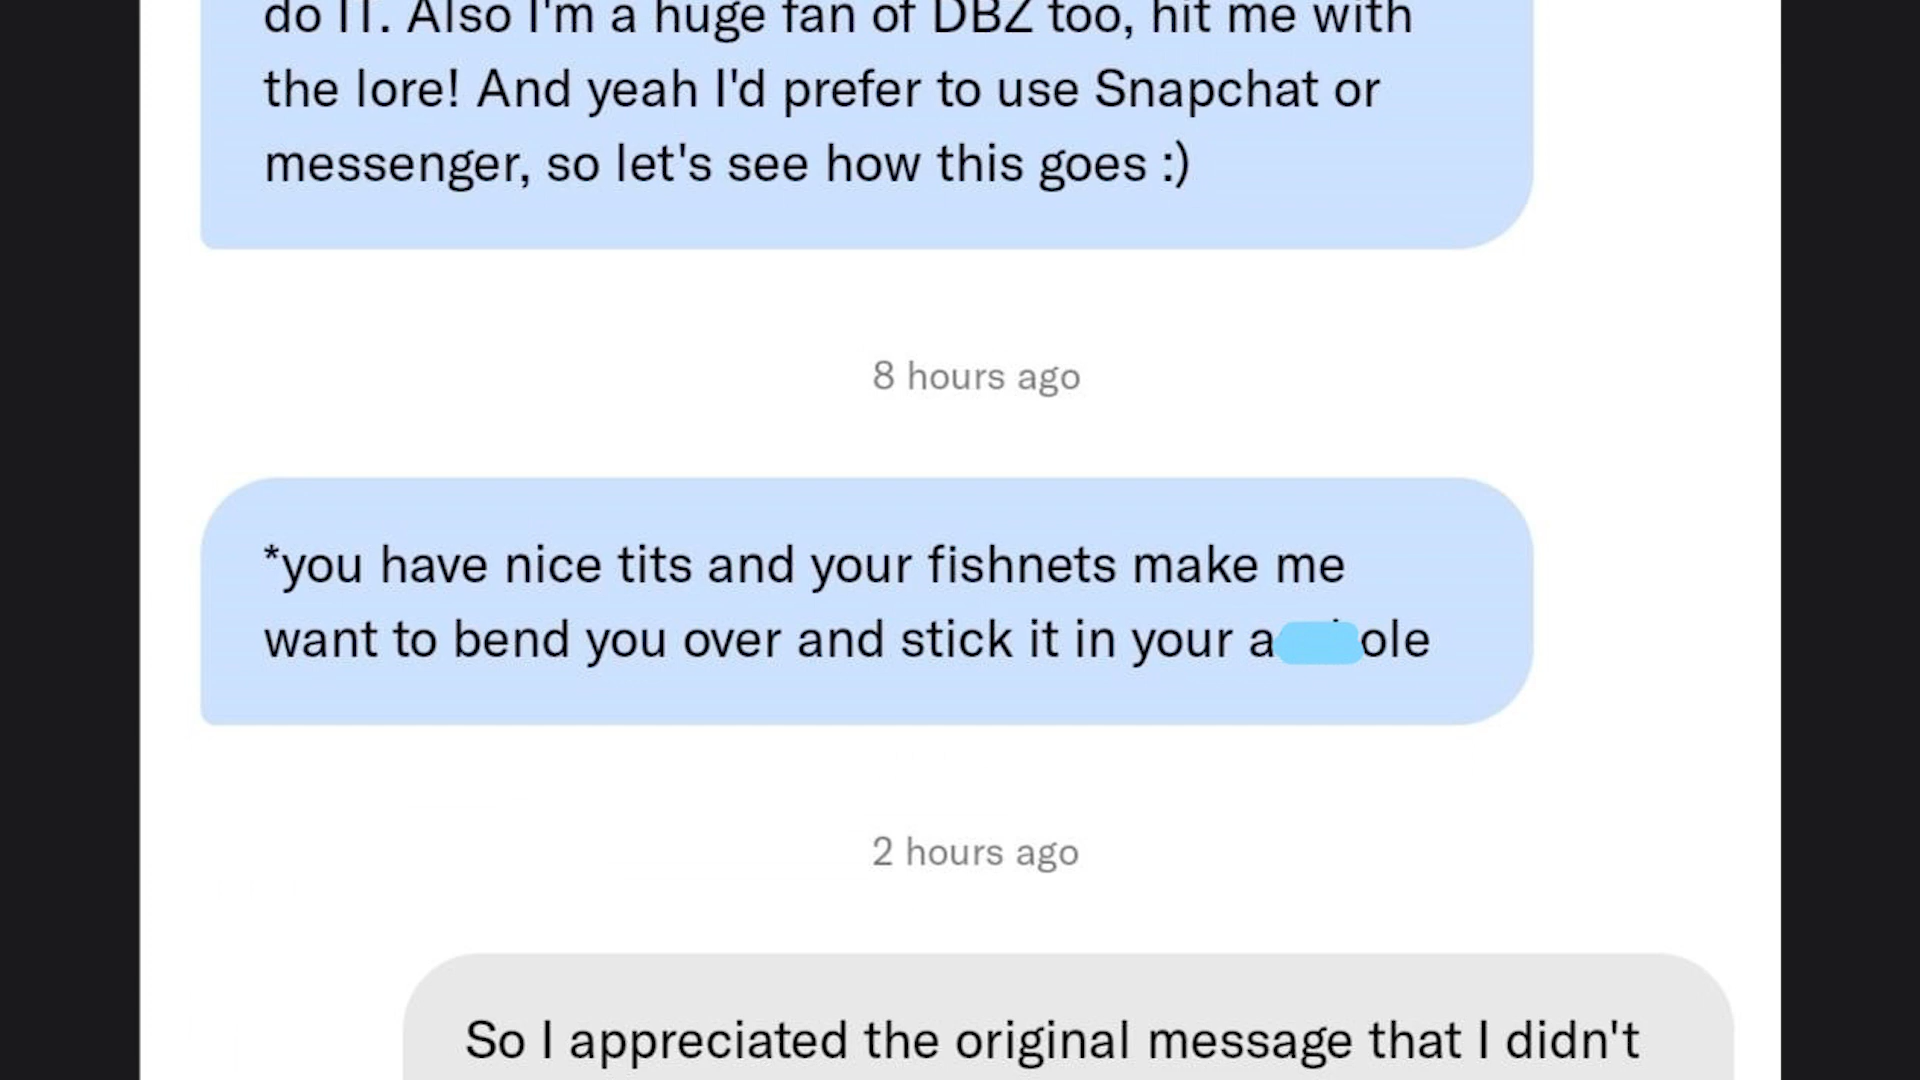 do IT. Also I'm a huge fan of DBZ too, hit me with
the lore! And yeah I'd prefer to use Snapchat or
messenger, so let's see how this goes :)
8 hours ago
*you have nice tits and your fishnets make me
want to bend you over and stick it in your a ole
2 hours ago
So I appreciated the original message that I didn't